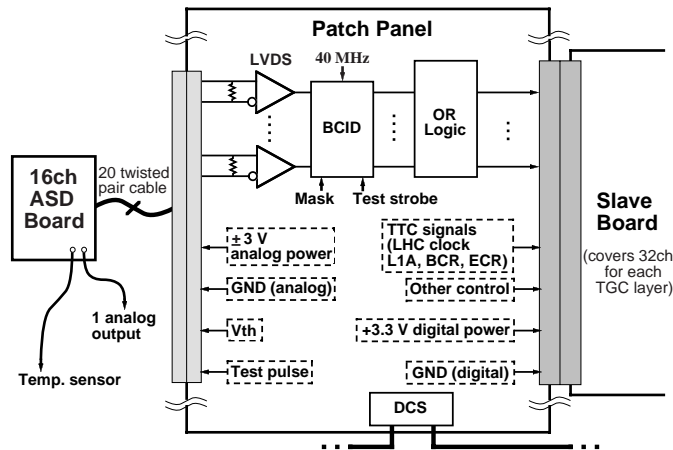 Patch Panel
LVDS
40 MHz
BCID
OR
Logic
Mask
Test strobe
16ch
ASD
Board
20 twisted
pair cable
± 3 V
analog power
GND (analog)
Vth
Test pulse
1 analog
output
Temp. sensor
TTC signals
(LHC clock
L1A, BCR, ECR)
Other control
+3.3 V digital power
GND (digital)
DCS
Slave
Board
(covers 32ch
for each
TGC layer)